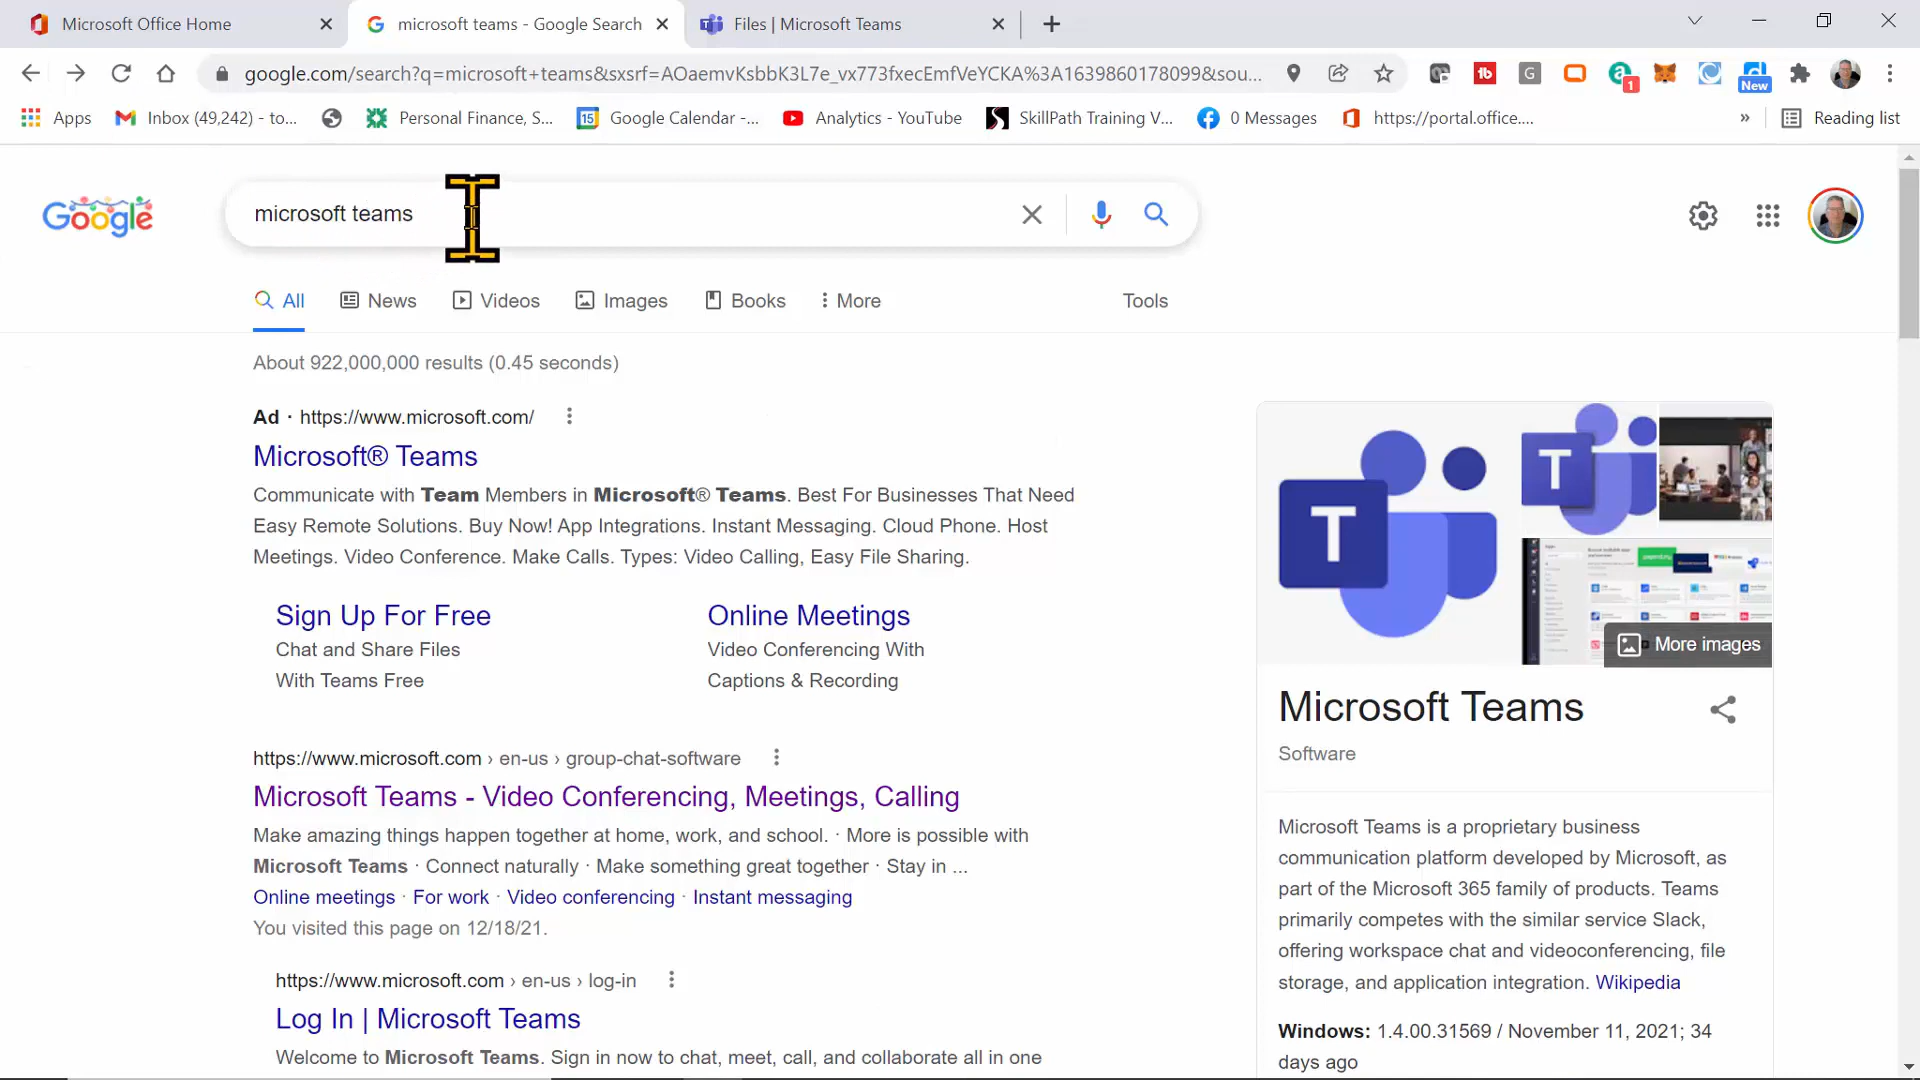 Microsoft Office Home
microsoft teams - Google Search
Files | Microsoft Teams
google.com/search?q=microsoft+teams&sxsrf=AOaemvKsbbK3L7e_vx773fxecEmfVeYCKA%3A1639860178099&sou...
1
New
Apps
Inbox (49,242) - to...
Personal Finance, S...
Google Calendar -...
Analytics - YouTube
SkillPath Training V...
0 Messages
https://portal.office....
»
Reading list
Google
microsoft teams
All
News
Videos
Images
Books
More
Tools
About 922,000,000 results (0.45 seconds)
Ad · https://www.microsoft.com/
Microsoft® Teams
Communicate with Team Members in Microsoft® Teams. Best For Businesses That Need
Easy Remote Solutions. Buy Now! App Integrations. Instant Messaging. Cloud Phone. Host
Meetings. Video Conference. Make Calls. Types: Video Calling, Easy File Sharing.
Sign Up For Free
Chat and Share Files
With Teams Free
Online Meetings
Video Conferencing With
Captions & Recording
https://www.microsoft.com › en-us › group-chat-software
Microsoft Teams - Video Conferencing, Meetings, Calling
Make amazing things happen together at home, work, and school. · More is possible with
Microsoft Teams · Connect naturally · Make something great together · Stay in ...
Online meetings · For work · Video conferencing · Instant messaging
You visited this page on 12/18/21.
https://www.microsoft.com › en-us › log-in
Log In | Microsoft Teams
Welcome to Microsoft Teams. Sign in now to chat, meet, call, and collaborate all in one
T
T
More images
Microsoft Teams
Software
Microsoft Teams is a proprietary business
communication platform developed by Microsoft, as
part of the Microsoft 365 family of products. Teams
primarily competes with the similar service Slack,
offering workspace chat and videoconferencing, file
storage, and application integration. Wikipedia
Windows: 1.4.00.31569 / November 11, 2021; 34
days ago